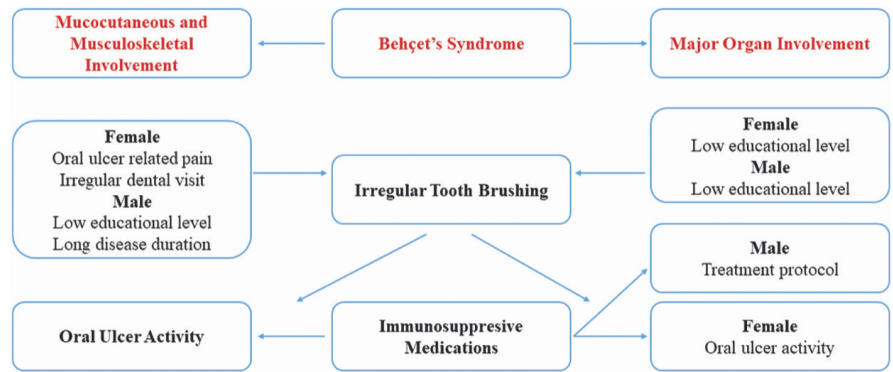 Mucocutaneous and
Musculoskeletal
Involvement
Behçet's Syndrome
Major Organ Involvement
Female
Oral ulcer related pain
Irregular dental visit
Male
Low educational level
Long disease duration
Irregular Tooth Brushing
Female
Low educational level
Male
Low educational level
Male
Treatment protocol
Oral Ulcer Activity
Immunosuppresive
Medications
Female
Oral ulcer activity